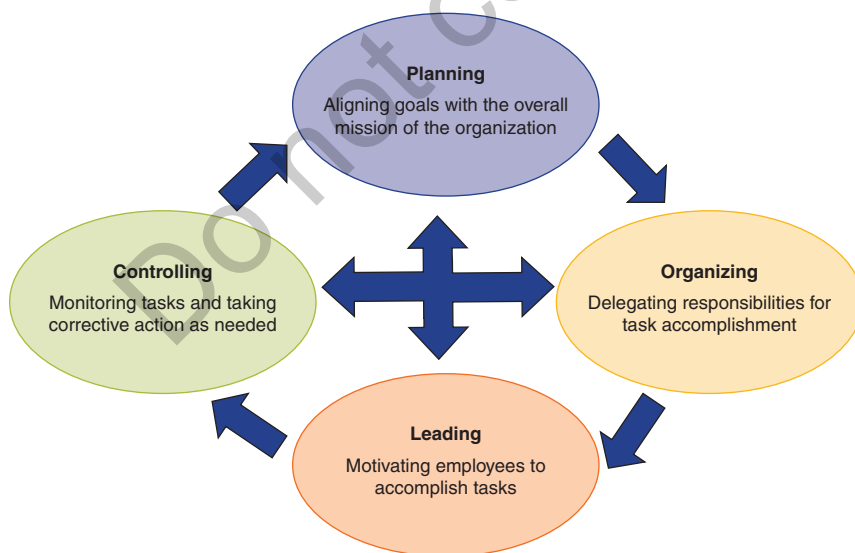 Do not co
Planning
Aligning goals with the overall
mission of the organization
Controlling
Monitoring tasks and taking
corrective action as needed
Organizing
Delegating responsibilities for
task accomplishment
Leading
Motivating employees to
accomplish tasks